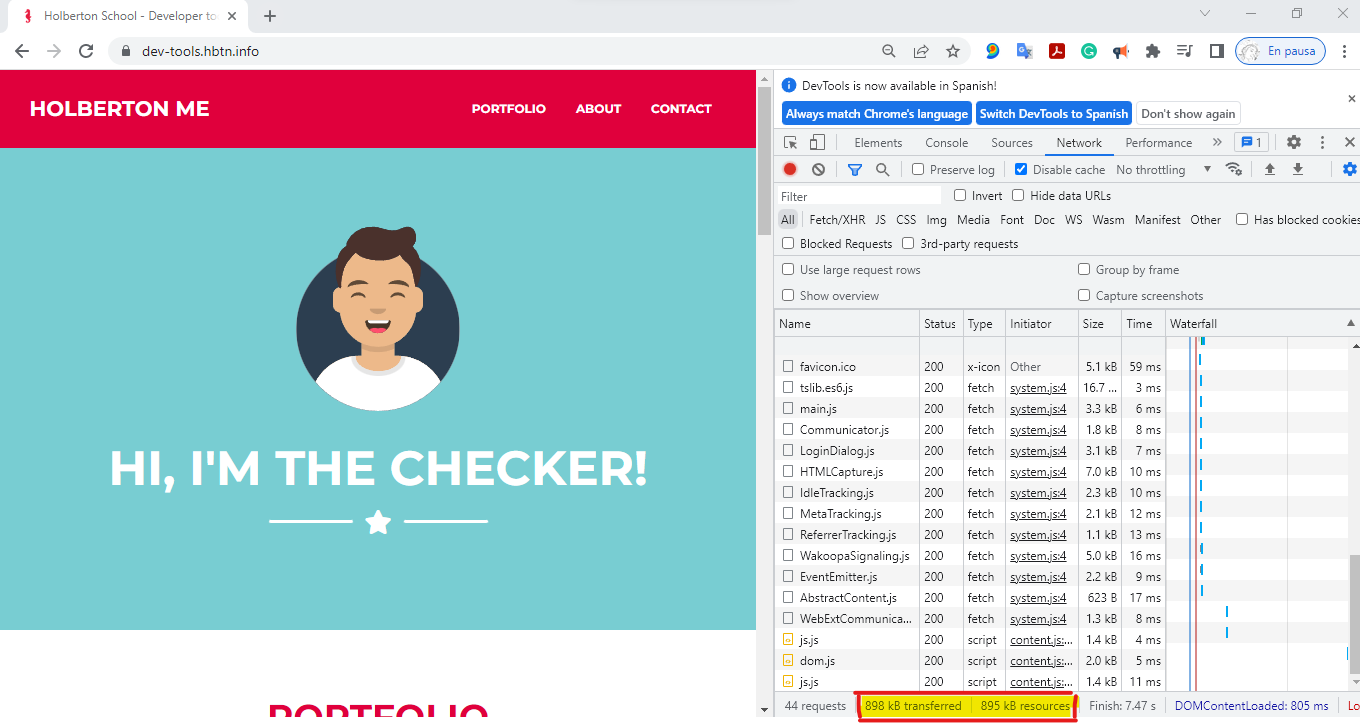 Holberton School - Developer to
dev-tools.hbtn.info
En pausa
HOLBERTON ME
PORTFOLIO
ABOUT
CONTACT
HI, I'M THE CHECKER!
PORTFOLIO
DevTools is now available in Spanish!
Always match Chrome's language
Switch DevTools to Spanish
Don't show again
Elements Console Sources Network Performance » 1
Preserve log Disable cache No throttling
Filter Invert Hide data URLs
All Fetch/XHR JS CSS Img Media Font Doc WS Wasm Manifest Other Has blocked cookies
Blocked Requests 3rd-party requests
Use large request rows Group by frame
Show overview Capture screenshots
Name Status Type Initiator Size Time Waterfall
favicon.ico 200 x-icon Other 5.1 kB 59 ms
tslib.es6.js 200 fetch system.js:4 16.7 ... 3 ms
main.js 200 fetch system.js:4 3.3 kB 6 ms
Communicator.js 200 fetch system.js:4 1.8 kB 8 ms
LoginDialog.js 200 fetch system.js:4 3.1 kB 7 ms
HTMLCapture.js 200 fetch system.js:4 7.0 kB 10 ms
IdleTracking.js 200 fetch system.js:4 2.3 kB 10 ms
MetaTracking.js 200 fetch system.js:4 2.1 kB 12 ms
ReferrerTracking.js 200 fetch system.js:4 1.1 kB 13 ms
WakoopaSignaling.js 200 fetch system.js:4 5.0 kB 16 ms
EventEmitter.js 200 fetch system.js:4 2.2 kB 9 ms
AbstractContent.js 200 fetch system.js:4 623 B 17 ms
WebExtCommunica... 200 fetch system.js:4 1.3 kB 8 ms
js.js 200 script content.js:... 1.4 kB 4 ms
dom.js 200 script content.js:... 2.0 kB 5 ms
js.js 200 script content.js:... 1.4 kB 11 ms
44 requests 898 kB transferred 895 kB resources Finish: 7.47 s DOMContentLoaded: 805 ms Lo